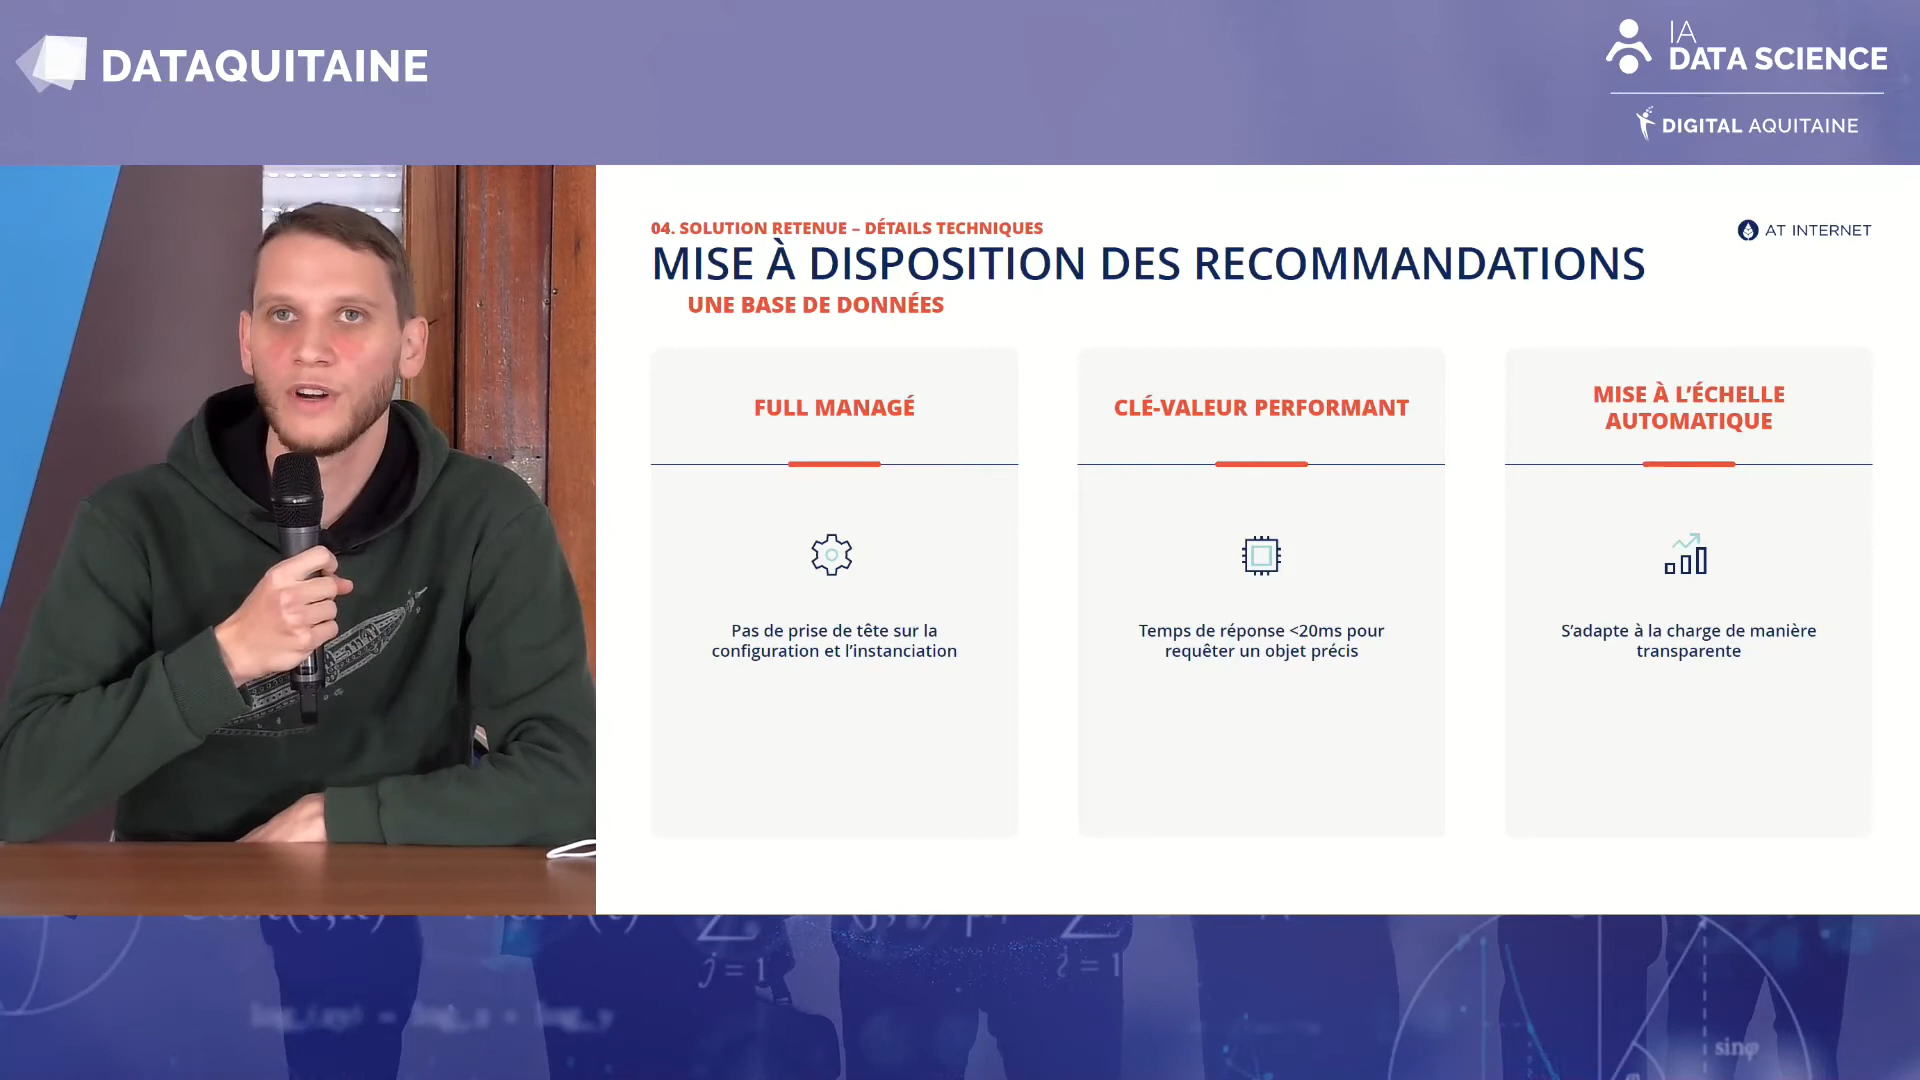 DATAQUITAINE
IA
DATA SCIENCE
DIGITAL AQUITAINE
04. SOLUTION RETENUE – DÉTAILS TECHNIQUES
AT INTERNET
MISE À DISPOSITION DES RECOMMANDATIONS
UNE BASE DE DONNÉES
FULL MANAGÉ
Pas de prise de tête sur la
configuration et l’instanciation
CLÉ-VALEUR PERFORMANT
Temps de réponse <20ms pour
requêter un objet précis
MISE À L’ÉCHELLE
AUTOMATIQUE
S’adapte à la charge de manière
transparente
j = 1
sinφ